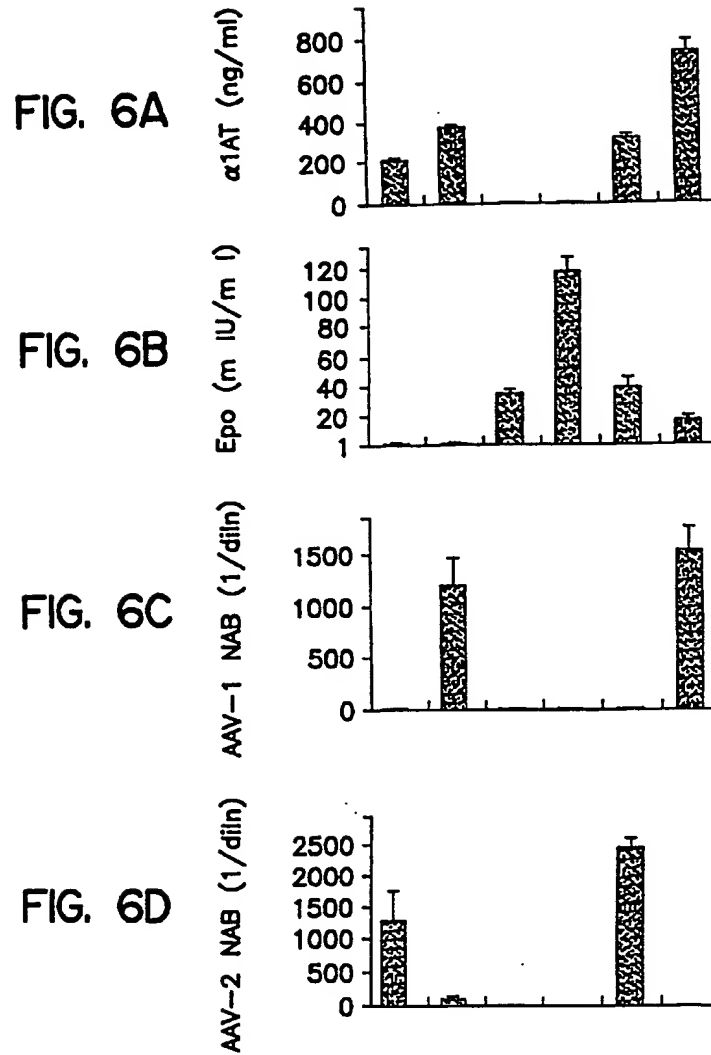 FIG. 6A
α1AT (ng/ml)
800
600
400
200
0
FIG. 6B
Epo (m IU/m l)
120
100
80
60
40
20
1
FIG. 6C
AAV-1 NAB (1/diln)
1500
1000
500
0
FIG. 6D
AAV-2 NAB (1/diln)
2500
2000
1500
1000
500
0